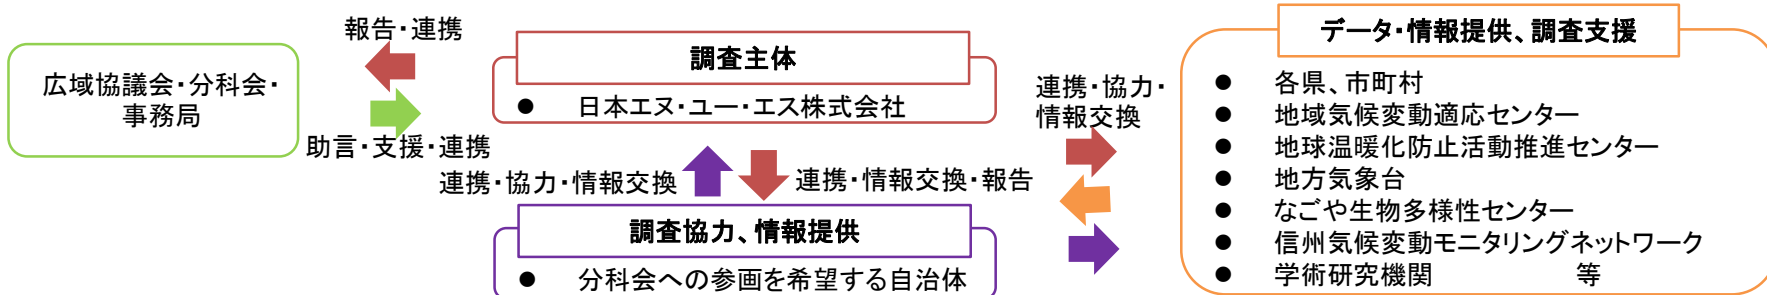 報告・連携
広域協議会・分科会・
事務局
助言・支援・連携
調査主体
● 日本エヌ・ユー・エス株式会社
連携・協力・情報交換
連携・情報交換・報告
調査協力、情報提供
● 分科会への参画を希望する自治体
連携・協力・
情報交換
データ・情報提供、調査支援
● 各県、市町村
● 地域気候変動適応センター
● 地球温暖化防止活動推進センター
● 地方気象台
● なごや生物多様性センター
● 信州気候変動モニタリングネットワーク
● 学術研究機関 等